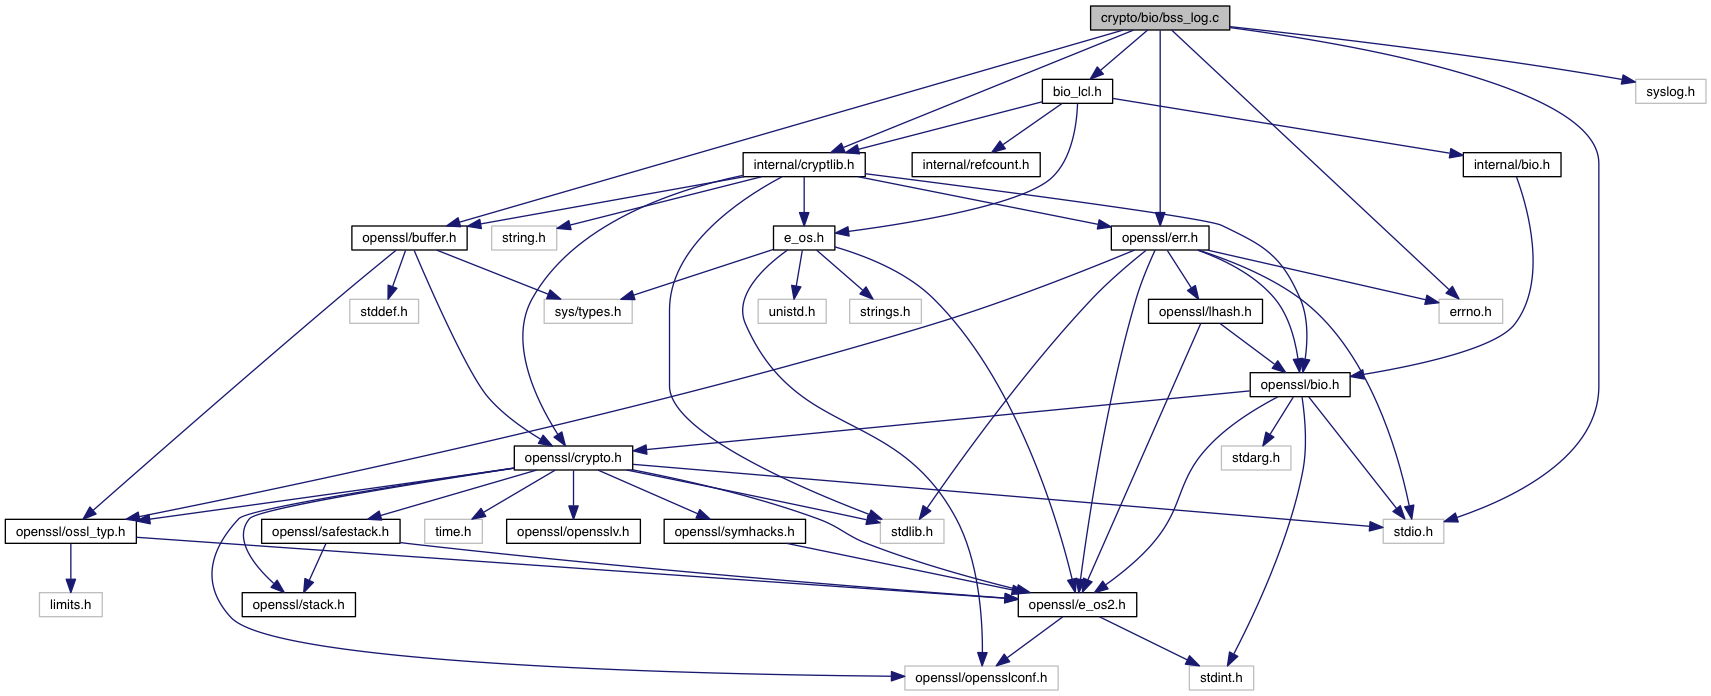 crypto/bio/bss_log.c
bio_lcl.h
syslog.h
internal/cryptlib.h
internal/refcount.h
internal/bio.h
openssl/buffer.h
string.h
e_os.h
openssl/err.h
stddef.h
sys/types.h
unistd.h
strings.h
openssl/lhash.h
errno.h
openssl/bio.h
openssl/crypto.h
stdarg.h
openssl/ossl_typ.h
openssl/safestack.h
time.h
openssl/opensslv.h
openssl/symhacks.h
stdlib.h
stdio.h
limits.h
openssl/stack.h
openssl/e_os2.h
openssl/opensslconf.h
stdint.h